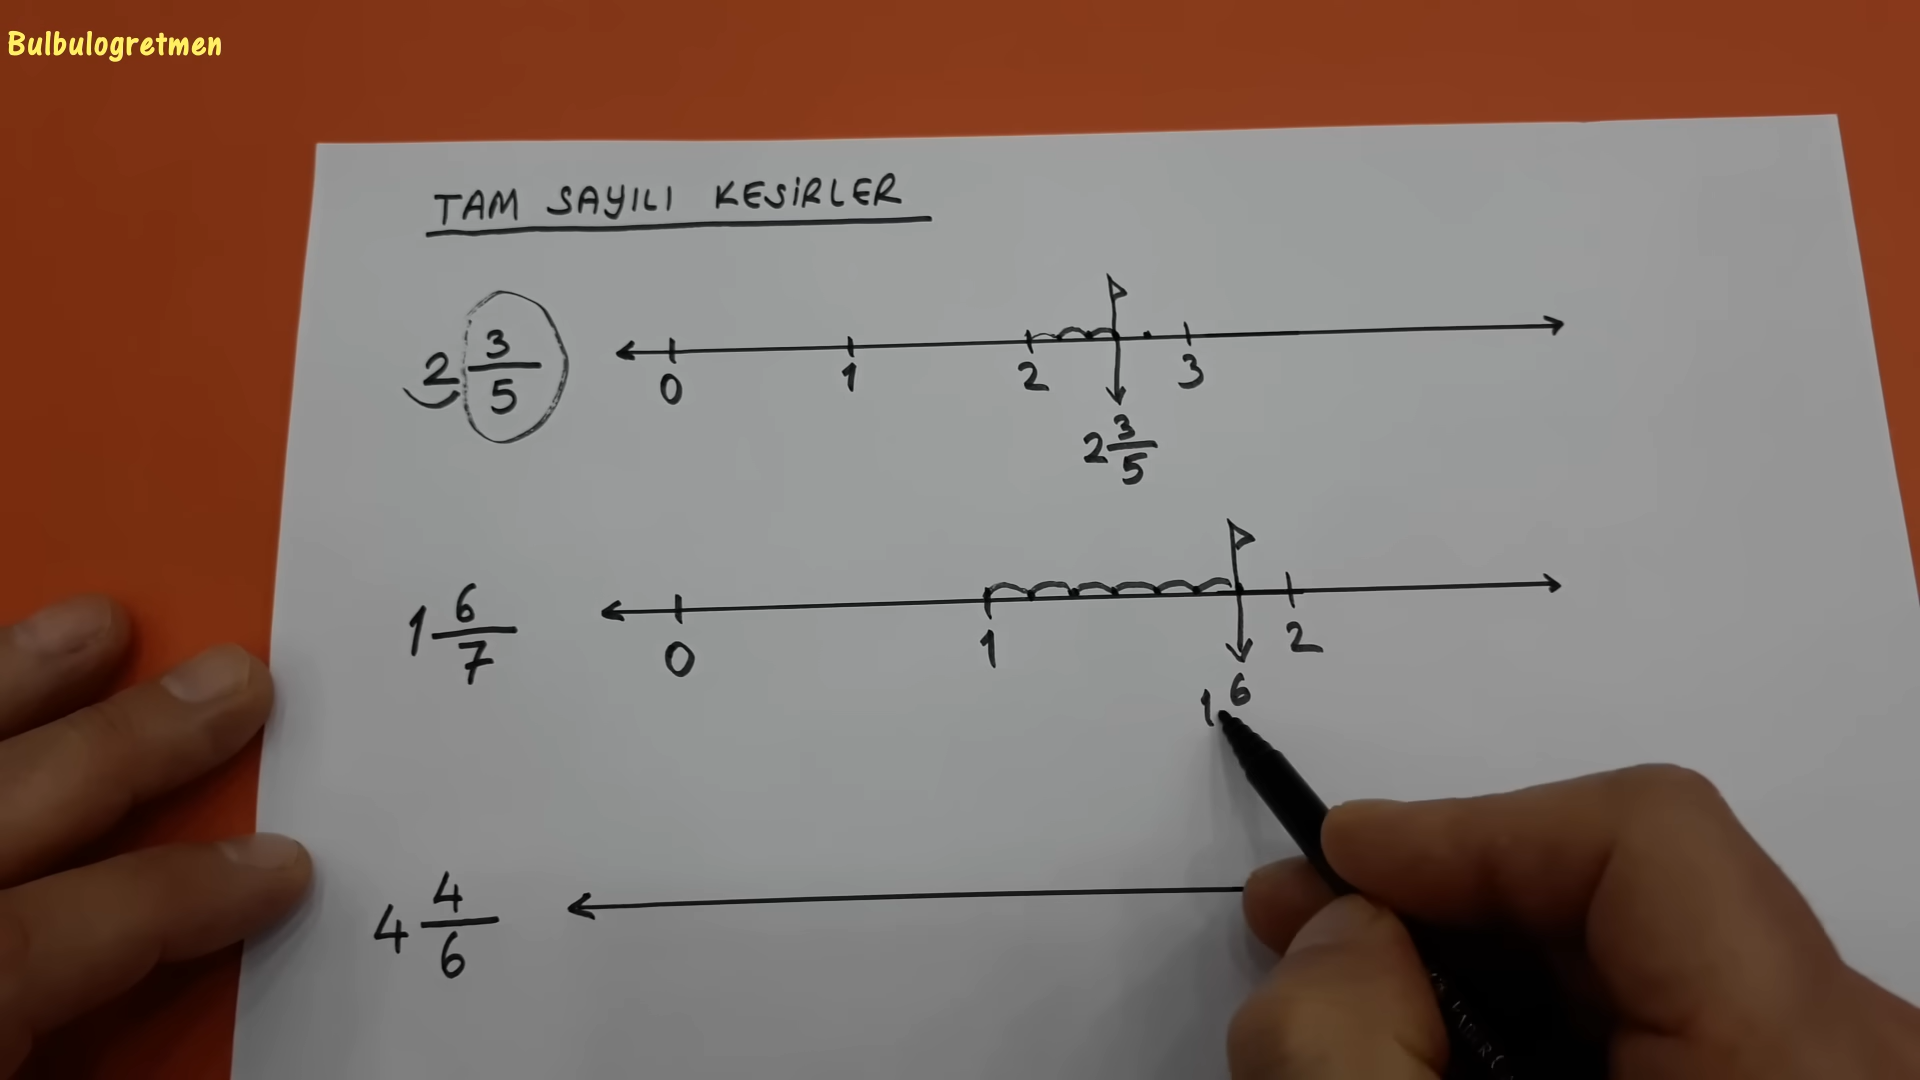 Bulbulogretmen
TAM SAYILI KESİRLER
2 3/5
0 1 2 3
2 3/5
1 6/7
0 1 2
1 6
4 4/6